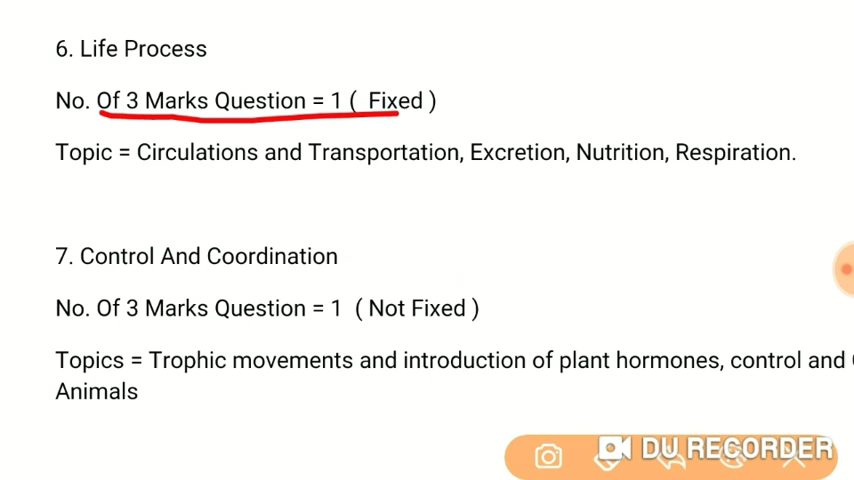 6. Life Process
No. Of 3 Marks Question = 1 ( Fixed )
Topic = Circulations and Transportation, Excretion, Nutrition, Respiration.
7. Control And Coordination
No. Of 3 Marks Question = 1 ( Not Fixed )
Topics = Trophic movements and introduction of plant hormones, control and
Animals
DU RECORDER